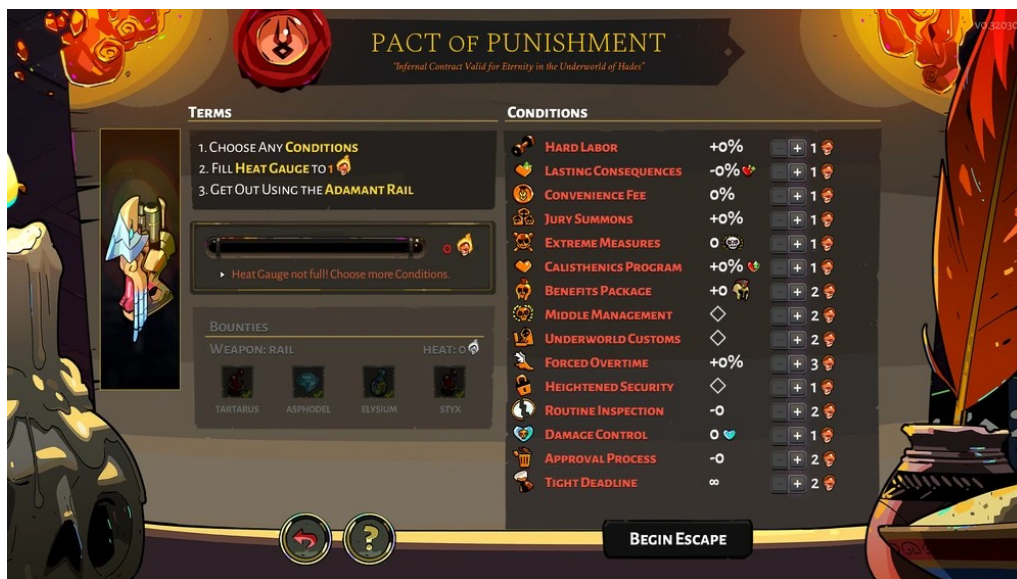 V0.32030
PACT OF PUNISHMENT
"Infernal Contract Valid for Eternity in the Underworld of Hades"
TERMS
1. CHOOSE ANY CONDITIONS
2. FILL HEAT GAUGE TO 1
3. GET OUT USING THE ADAMANT RAIL
0
Heat Gauge not full! Choose more Conditions.
BOUNTIES
WEAPON: RAIL HEAT: 0
TARTARUS ASPHODEL ELYSIUM STYX
CONDITIONS
HARD LABOR +0% - + 1
LASTING CONSEQUENCES -0% - + 1
CONVENIENCE FEE 0% - + 1
JURY SUMMONS +0% - + 1
EXTREME MEASURES 0 - + 1
CALISTHENICS PROGRAM +0% - + 1
BENEFITS PACKAGE +0 - + 2
MIDDLE MANAGEMENT - + 2
UNDERWORLD CUSTOMS - + 2
FORCED OVERTIME +0% - + 3
HEIGHTENED SECURITY - + 1
ROUTINE INSPECTION -0 - + 2
DAMAGE CONTROL 0 - + 1
APPROVAL PROCESS -0 - + 2
TIGHT DEADLINE ∞ - + 2
?
BEGIN ESCAPE